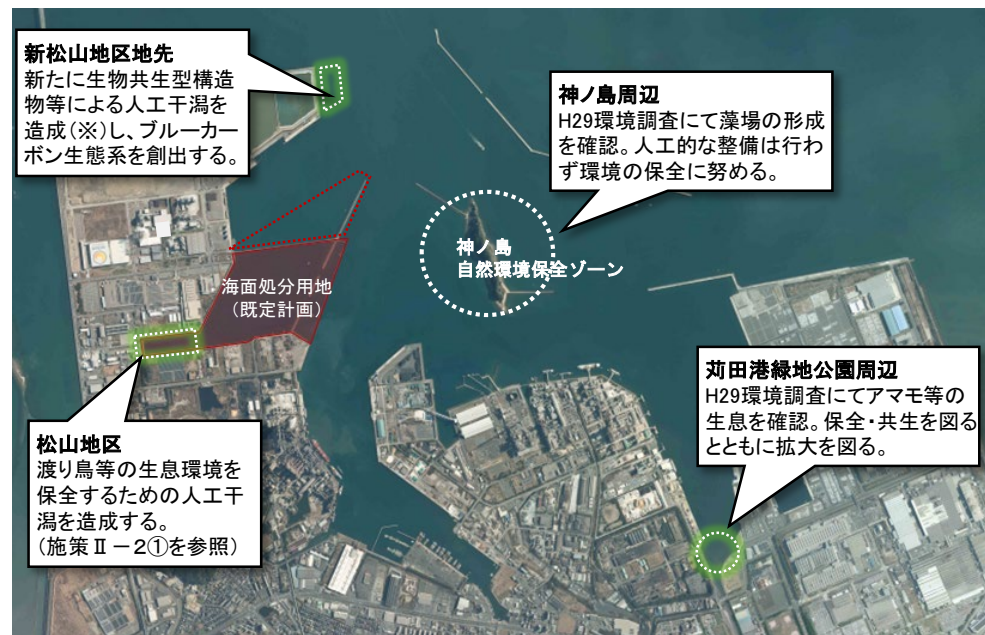 新松山地区地先
新たに生物共生型構造
物等による人工干潟を
造成(※)し、ブルーカー
ボン生態系を創出する。
神ノ島周辺
H29環境調査にて藻場の形成
を確認。人工的な整備は行わ
ず環境の保全に努める。
神ノ島
自然環境保全ゾーン
海面処分用地
(既定計画)
苅田港緑地公園周辺
H29環境調査にてアマモ等の
生息を確認。保全・共生を図る
とともに拡大を図る。
松山地区
渡り鳥等の生息環境を
保全するための人工干
潟を造成する。
(施策Ⅱ－2①を参照)